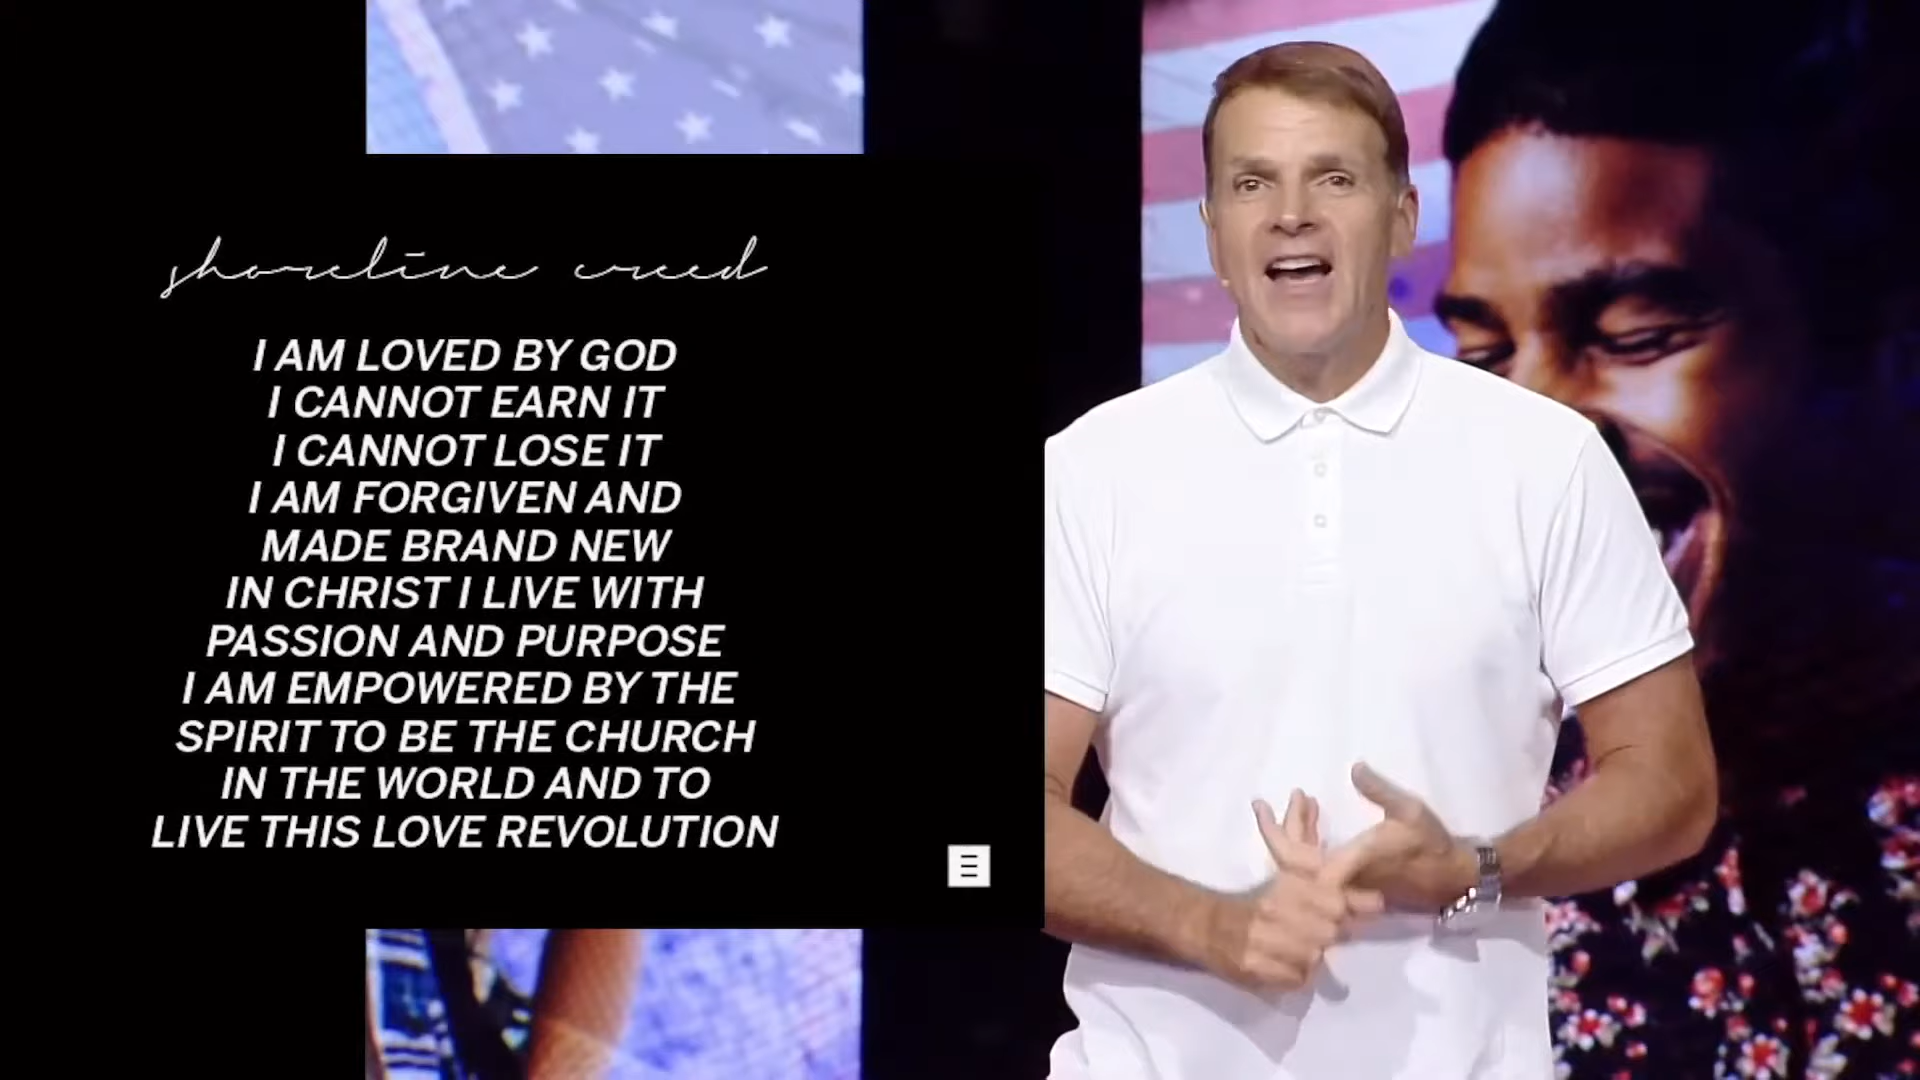 shoreline creed
I AM LOVED BY GOD
I CANNOT EARN IT
I CANNOT LOSE IT
I AM FORGIVEN AND
MADE BRAND NEW
IN CHRIST I LIVE WITH
PASSION AND PURPOSE
I AM EMPOWERED BY THE
SPIRIT TO BE THE CHURCH
IN THE WORLD AND TO
LIVE THIS LOVE REVOLUTION